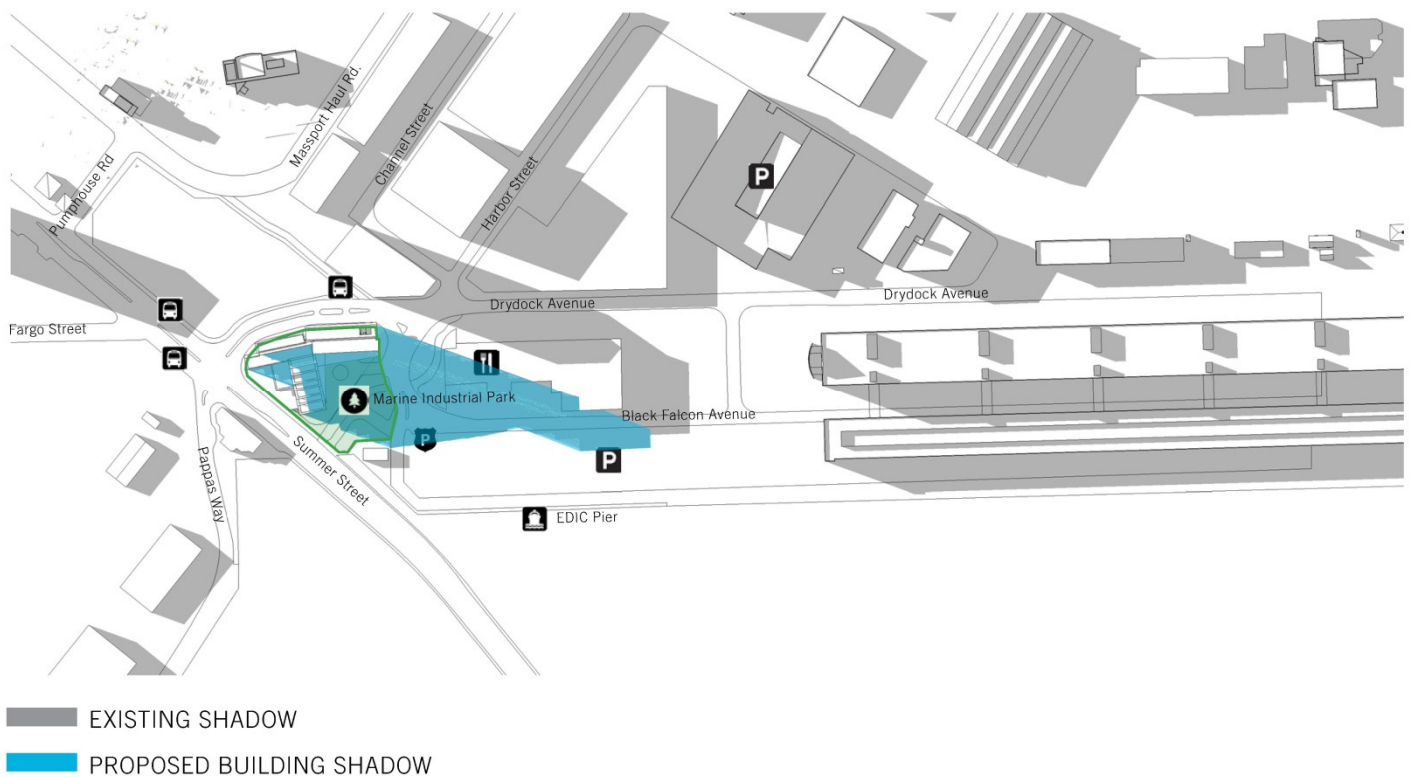 Massport Haul Rd.
Channel Street
Pumphouse Rd
Harbor Street
P
Drydock Avenue
Drydock Avenue
Fargo Street
Marine Industrial Park
Black Falcon Avenue
P
P
Pappas Way
Summer Street
EDIC Pier
EXISTING SHADOW
PROPOSED BUILDING SHADOW